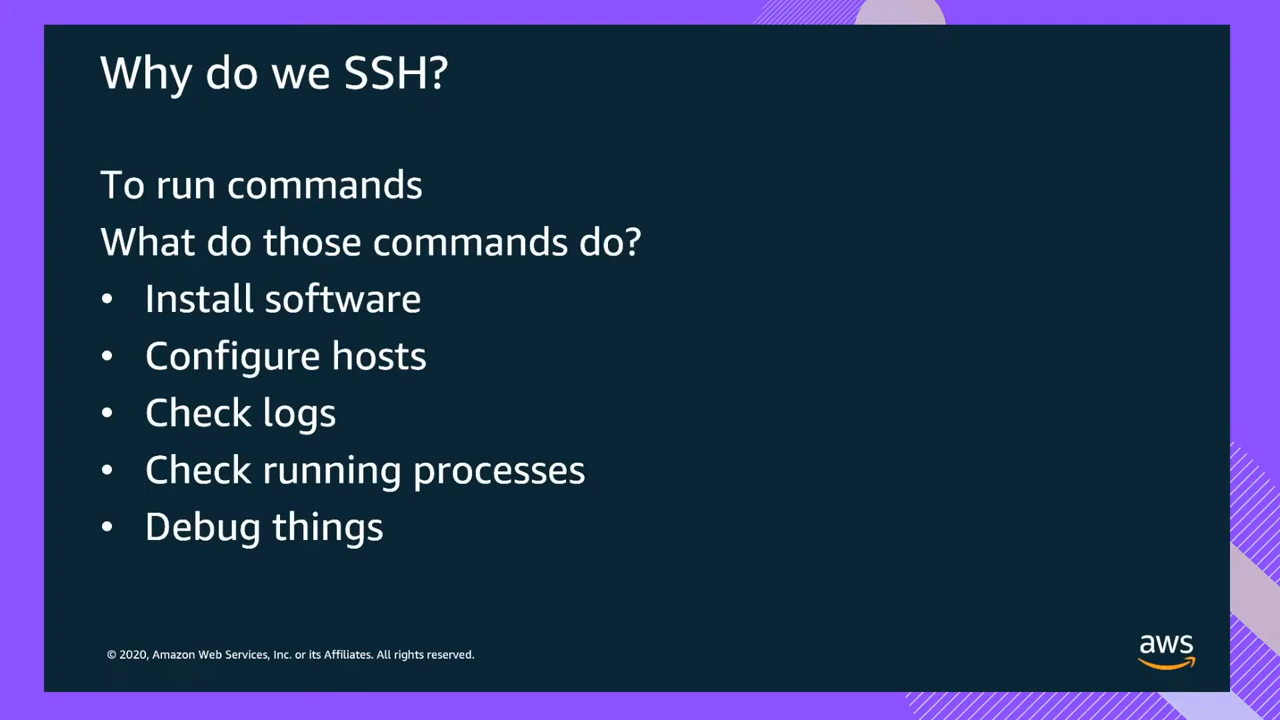 Why do we SSH?
To run commands
What do those commands do?
• Install software
• Configure hosts
• Check logs
• Check running processes
• Debug things
© 2020, Amazon Web Services, Inc. or its Affiliates. All rights reserved.
aws